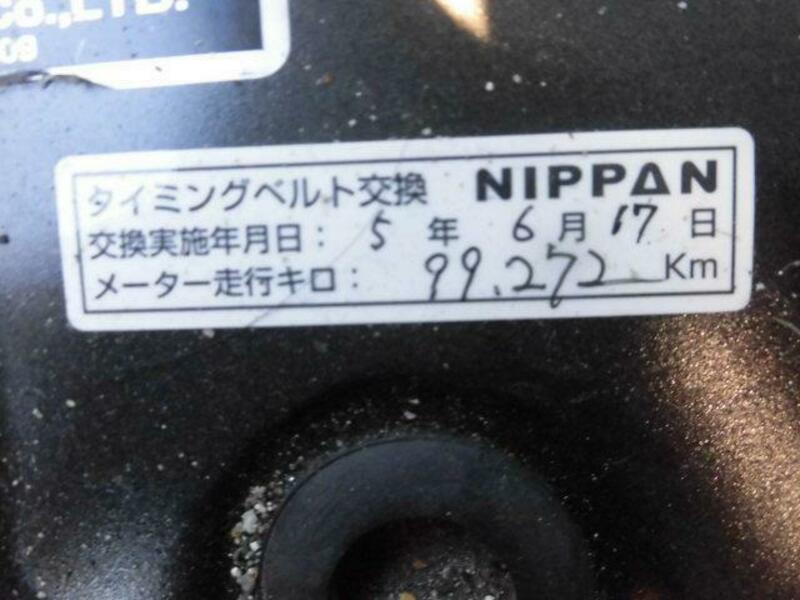 Co.,LTD.
09
タイミングベルト交換 NIPPAN
交換実施年月日: 5 年 6 月 17 日
メーター走行キロ: 99.272 Km